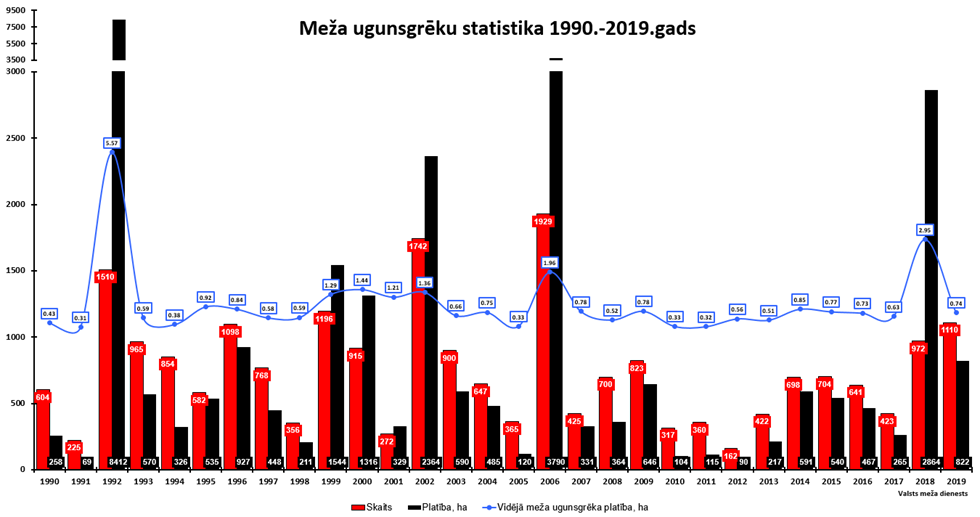 Meža ugunsgrēku statistika 1990.-2019.gads
9500
7500
5500
3500
3000
2500
2000
1500
1000
500
0
0.43 0.31 5.57 0.59 0.38 0.92 0.84 0.58 0.59 1.29 1.44 1.21 1.36 0.66 0.75 0.33 1.96 0.78 0.52 0.78 0.33 0.32 0.56 0.51 0.85 0.77 0.73 0.63 2.95 0.74
604 225 1510 965 854 582 1098 768 356 1196 915 272 1742 900 647 365 1929 425 700 823 317 360 162 422 698 704 641 423 972 1110
258 69 8412 570 326 535 927 448 211 1544 1316 329 2364 590 485 120 3790 331 364 646 104 115 90 217 591 540 467 265 2864 822
1990 1991 1992 1993 1994 1995 1996 1997 1998 1999 2000 2001 2002 2003 2004 2005 2006 2007 2008 2009 2010 2011 2012 2013 2014 2015 2016 2017 2018 2019
Valsts meža dienests
Skaits Platība, ha Vidējā meža ugunsgrēka platība, ha